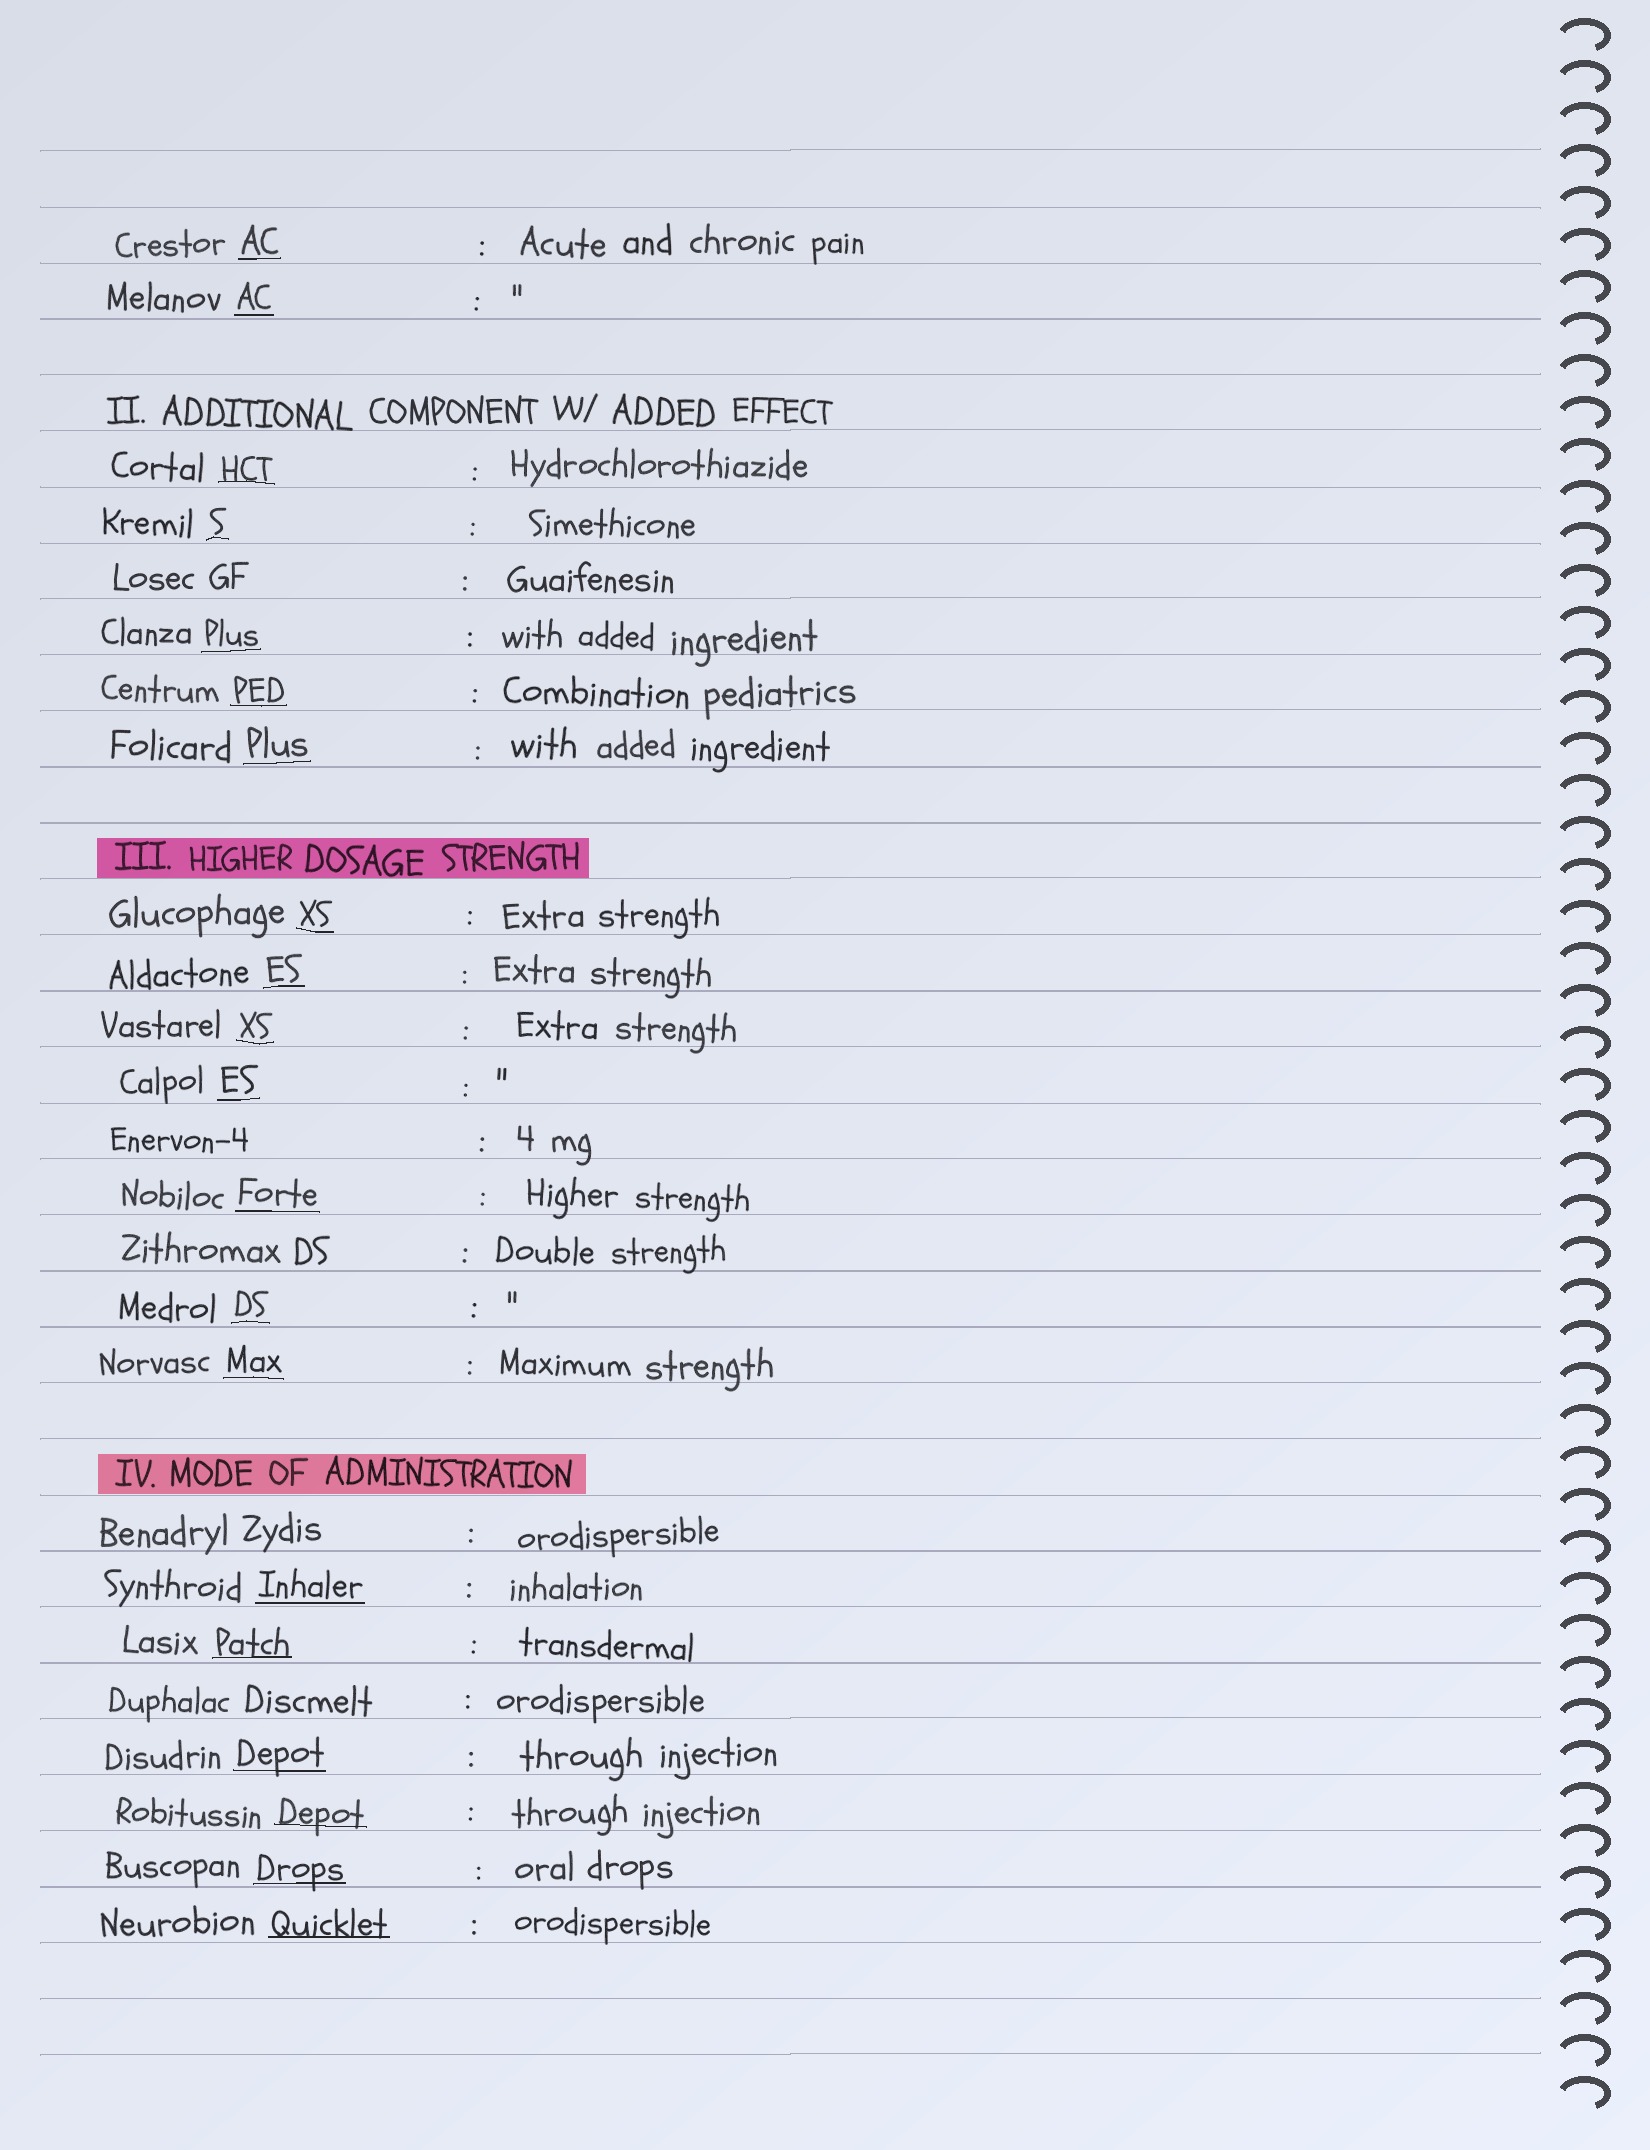 Crestor AC : Acute and chronic pain
Melanov AC : "
II. ADDITIONAL COMPONENT W/ ADDED EFFECT
Cortal HCT : Hydrochlorothiazide
Kremil S : Simethicone
Losec GF : Guaifenesin
Clanza Plus : with added ingredient
Centrum PED : Combination pediatrics
Folicard Plus : with added ingredient
III. HIGHER DOSAGE STRENGTH
Glucophage XS : Extra strength
Aldactone ES : Extra strength
Vastarel XS : Extra strength
Calpol ES : "
Enervon-4 : 4 mg
Nobiloc Forte : Higher strength
Zithromax DS : Double strength
Medrol DS : "
Norvasc Max : Maximum strength
IV. MODE OF ADMINISTRATION
Benadryl Zydis : orodispersible
Synthroid Inhaler : inhalation
Lasix Patch : transdermal
Duphalac Discmelt : orodispersible
Disudrin Depot : through injection
Robitussin Depot : through injection
Buscopan Drops : oral drops
Neurobion Quicklet : orodispersible